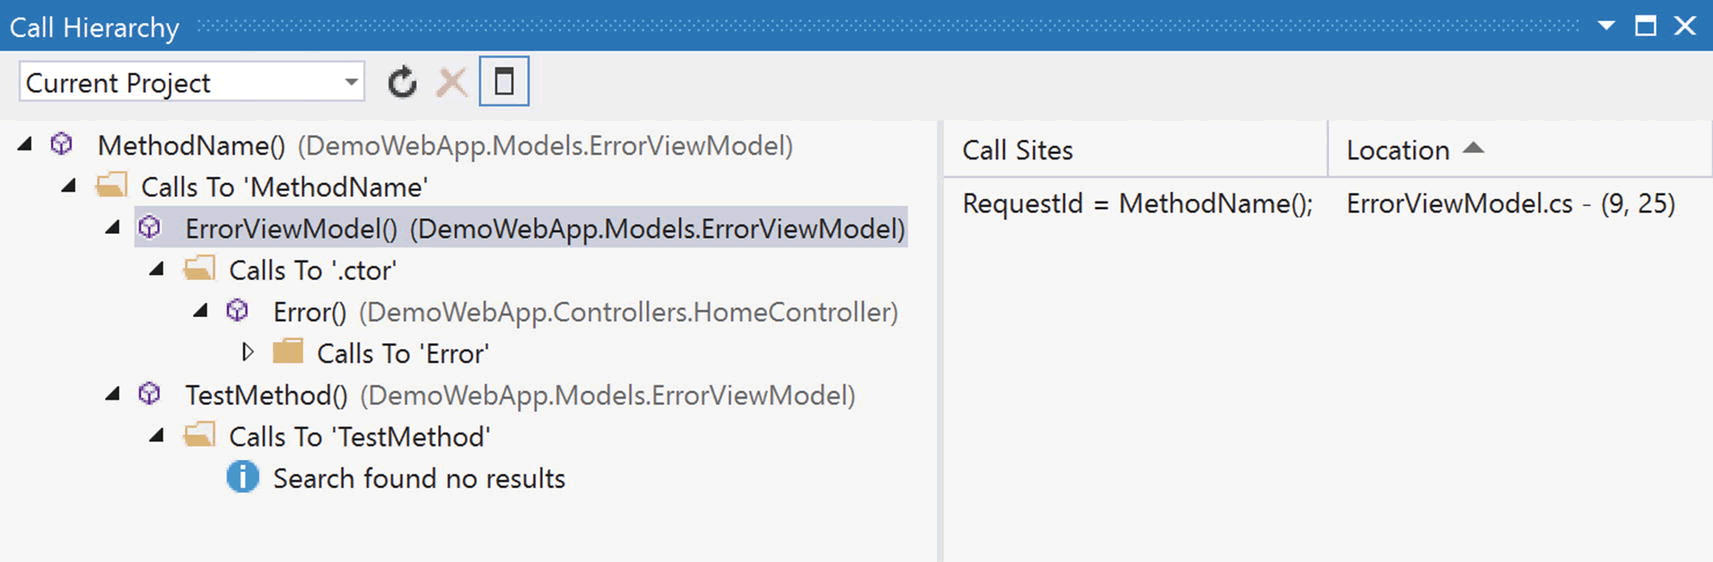 Call Hierarchy
Current Project
MethodName() (DemoWebApp.Models.ErrorViewModel)
Calls To 'MethodName'
ErrorViewModel() (DemoWebApp.Models.ErrorViewModel)
Calls To '.ctor'
Error() (DemoWebApp.Controllers.HomeController)
Calls To 'Error'
TestMethod() (DemoWebApp.Models.ErrorViewModel)
Calls To 'TestMethod'
Search found no results
Call Sites Location
RequestId = MethodName(); ErrorViewModel.cs - (9, 25)